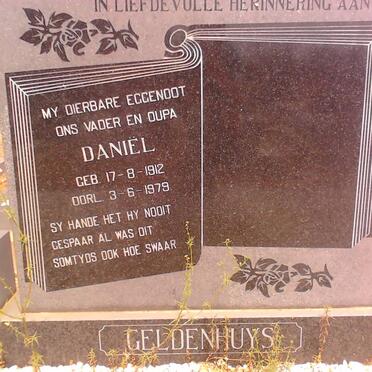 IN LIEFDEVOLLE HERINNERING AAN
MY DIERBARE EGGENOOT
ONS VADER EN OUPA
DANIËL
GEB. 17-8-1912
OORL. 3-6-1979
SY HANDE HET HY NOOIT
GESPAAR AL WAS DIT
SOMTYDS OOK HOE SWAAR
GELDENHUYS